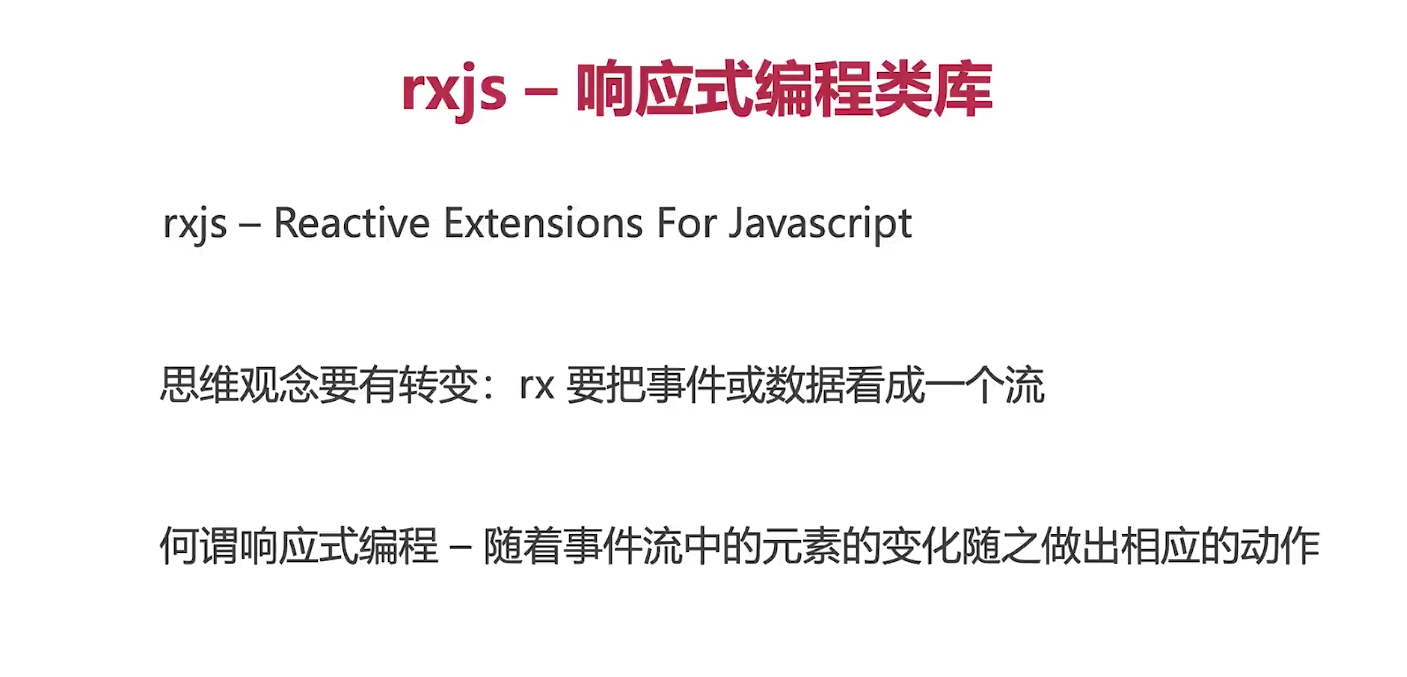 rxjs – 响应式编程类库
rxjs – Reactive Extensions For Javascript
思维观念要有转变：rx 要把事件或数据看成一个流
何谓响应式编程 – 随着事件流中的元素的变化随之做出相应的动作